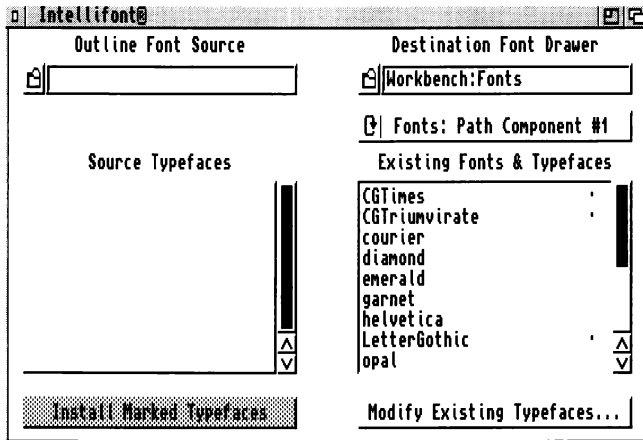 Intellifont®
Outline Font Source
Destination Font Drawer
Workbench:Fonts
Fonts: Path Component #1
Source Typefaces
Existing Fonts & Typefaces
CGTimes
CGTriumvirate
courier
diamond
emerald
garnet
helvetica
LetterGothic
opal
Install Marked Typefaces
Modify Existing Typefaces...